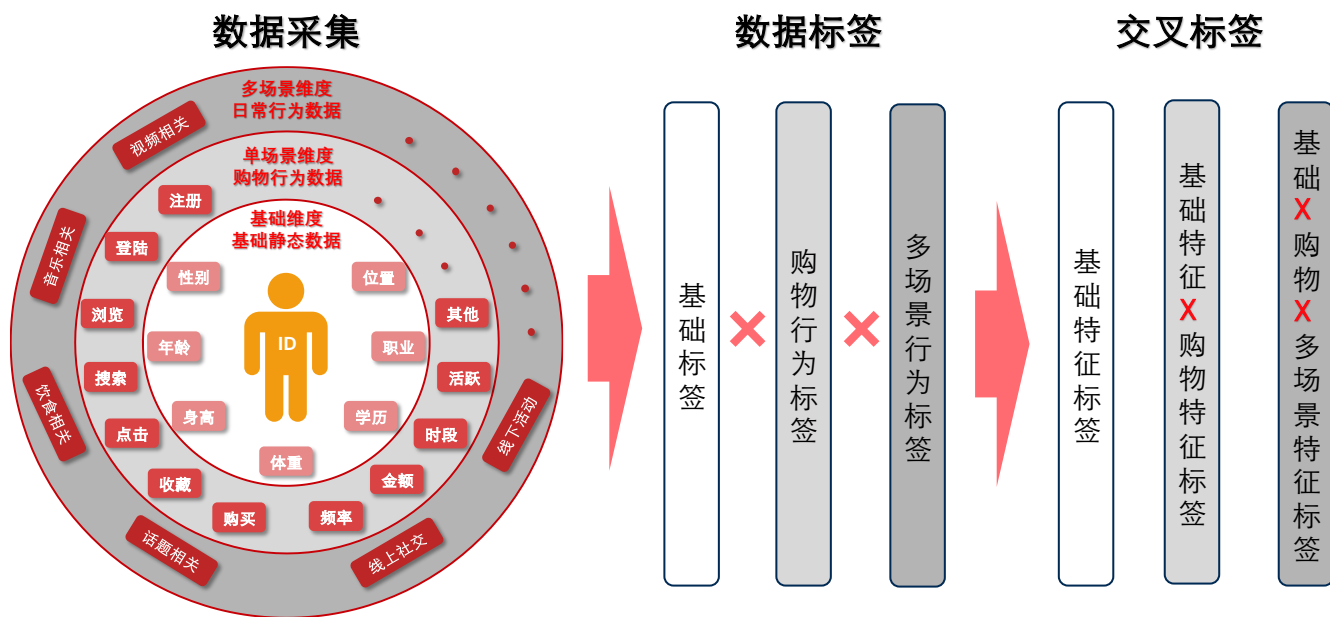 数据采集
数据标签
交叉标签
多场景维度
日常行为数据
视频相关
音乐相关
饮食相关
话题相关
线上社交
线下活动
单场景维度
购物行为数据
注册
登陆
浏览
搜索
点击
收藏
购买
频率
金额
时段
活跃
其他
基础维度
基础静态数据
性别
年龄
身高
体重
学历
职业
位置
ID
基础标签
×
购物行为标签
×
多场景行为标签
基础特征标签
基础特征X购物特征标签
基础X购物X多场景特征标签